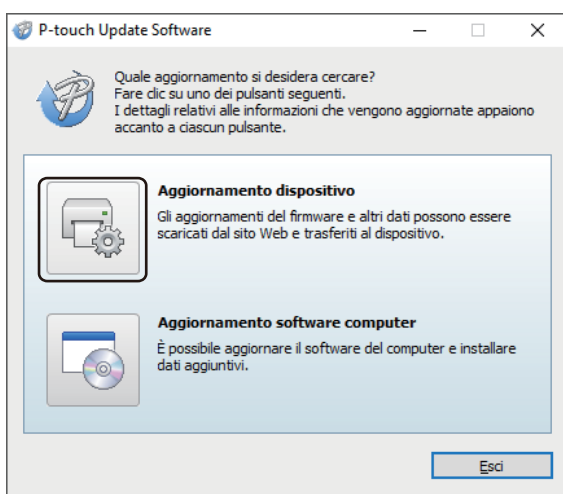 P-touch Update Software
Quale aggiornamento si desidera cercare?
Fare clic su uno dei pulsanti seguenti.
I dettagli relativi alle informazioni che vengono aggiornate appaiono
accanto a ciascun pulsante.
Aggiornamento dispositivo
Gli aggiornamenti del firmware e altri dati possono essere
scaricati dal sito Web e trasferiti al dispositivo.
Aggiornamento software computer
È possibile aggiornare il software del computer e installare
dati aggiuntivi.
Esci